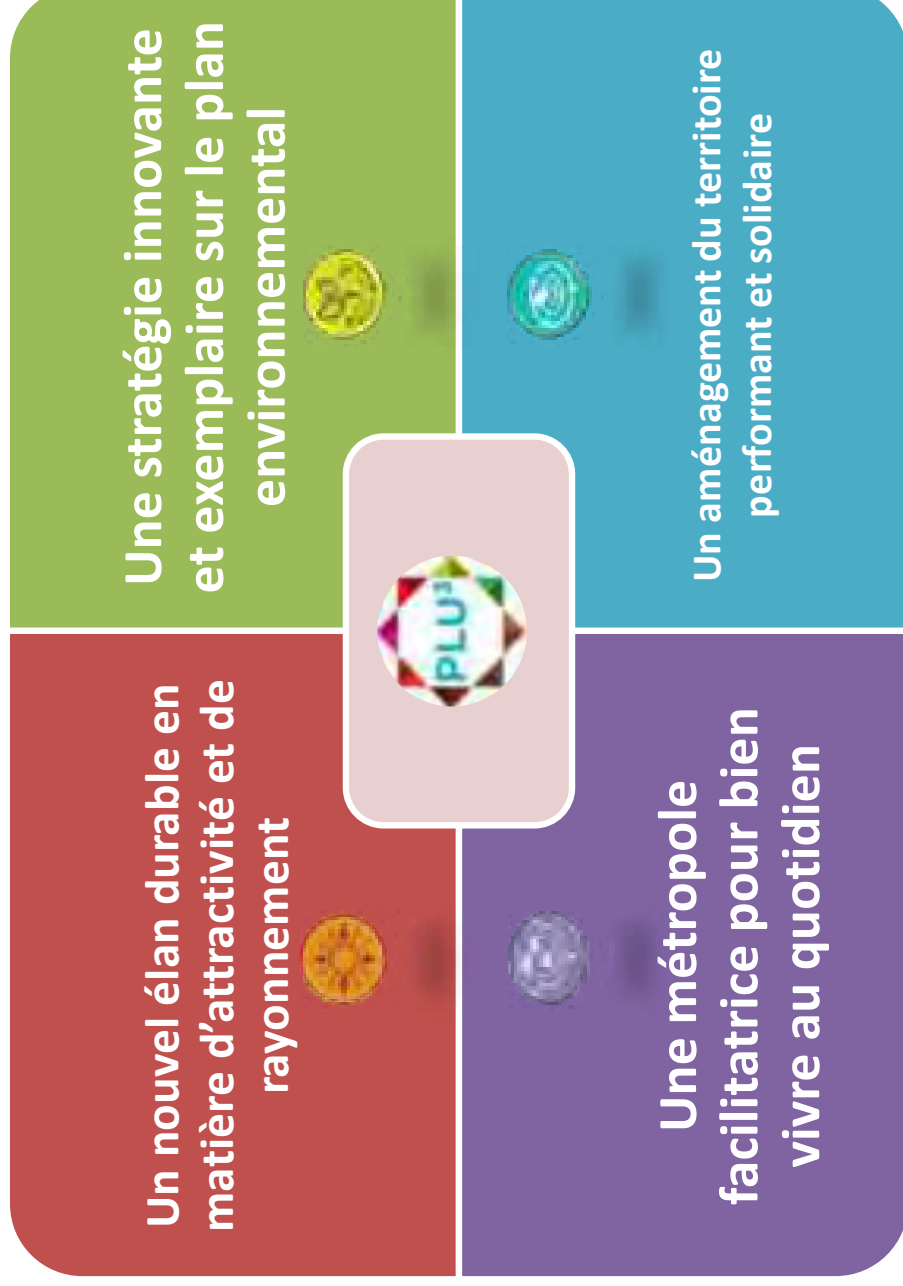 Un nouvel élan durable en
matière d’attractivité et de
rayonnement
Une stratégie innovante
et exemplaire sur le plan
environnemental
PLU³
Une métropole
facilitatrice pour bien
vivre au quotidien
Un aménagement du territoire
performant et solidaire